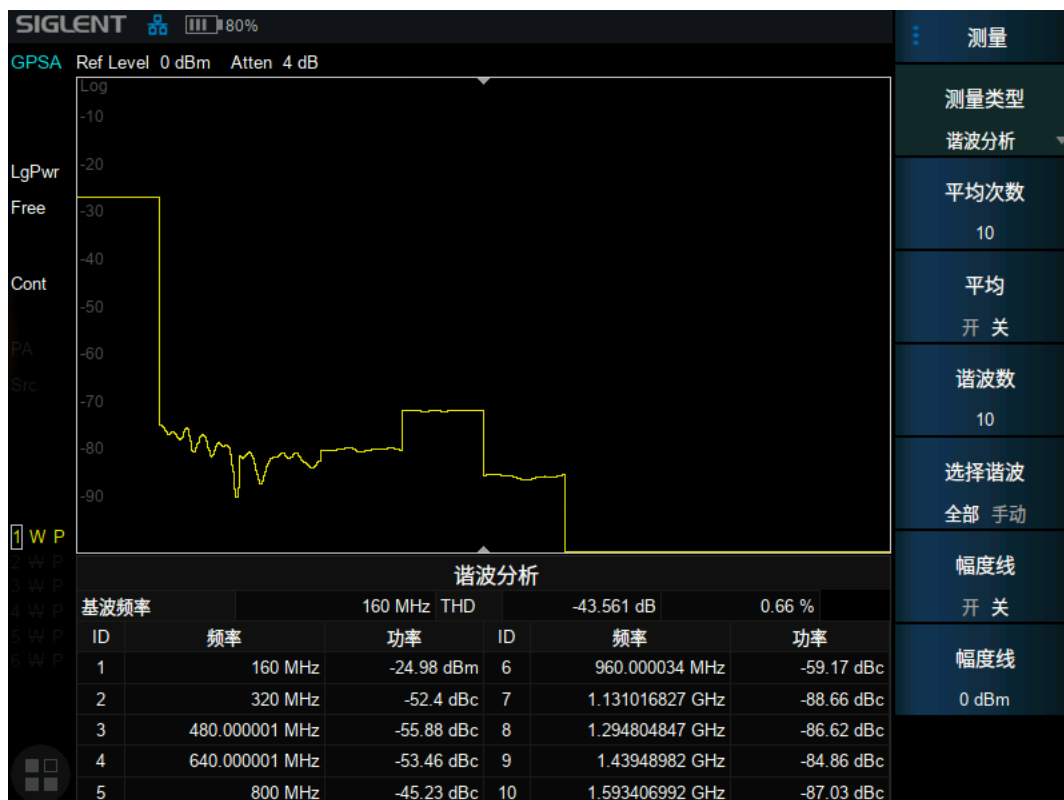 SIGLENT 80%
GPSA Ref Level 0 dBm Atten 4 dB
Log
-10
-20
-30
-40
-50
-60
-70
-80
-90
LgPwr
Free
Cont
PA
Src
1 W P
2 W P
3 W P
4 W P
5 W P
6 W P
谐波分析
基波频率 160 MHz THD -43.561 dB 0.66 %
ID 频率 功率 ID 频率 功率
1 160 MHz -24.98 dBm 6 960.000034 MHz -59.17 dBc
2 320 MHz -52.4 dBc 7 1.131016827 GHz -88.66 dBc
3 480.000001 MHz -55.88 dBc 8 1.294804847 GHz -86.62 dBc
4 640.000001 MHz -53.46 dBc 9 1.43948982 GHz -84.86 dBc
5 800 MHz -45.23 dBc 10 1.593406992 GHz -87.03 dBc
测量
测量类型
谐波分析
平均次数
10
平均
开 关
谐波数
10
选择谐波
全部 手动
幅度线
开 关
幅度线
0 dBm